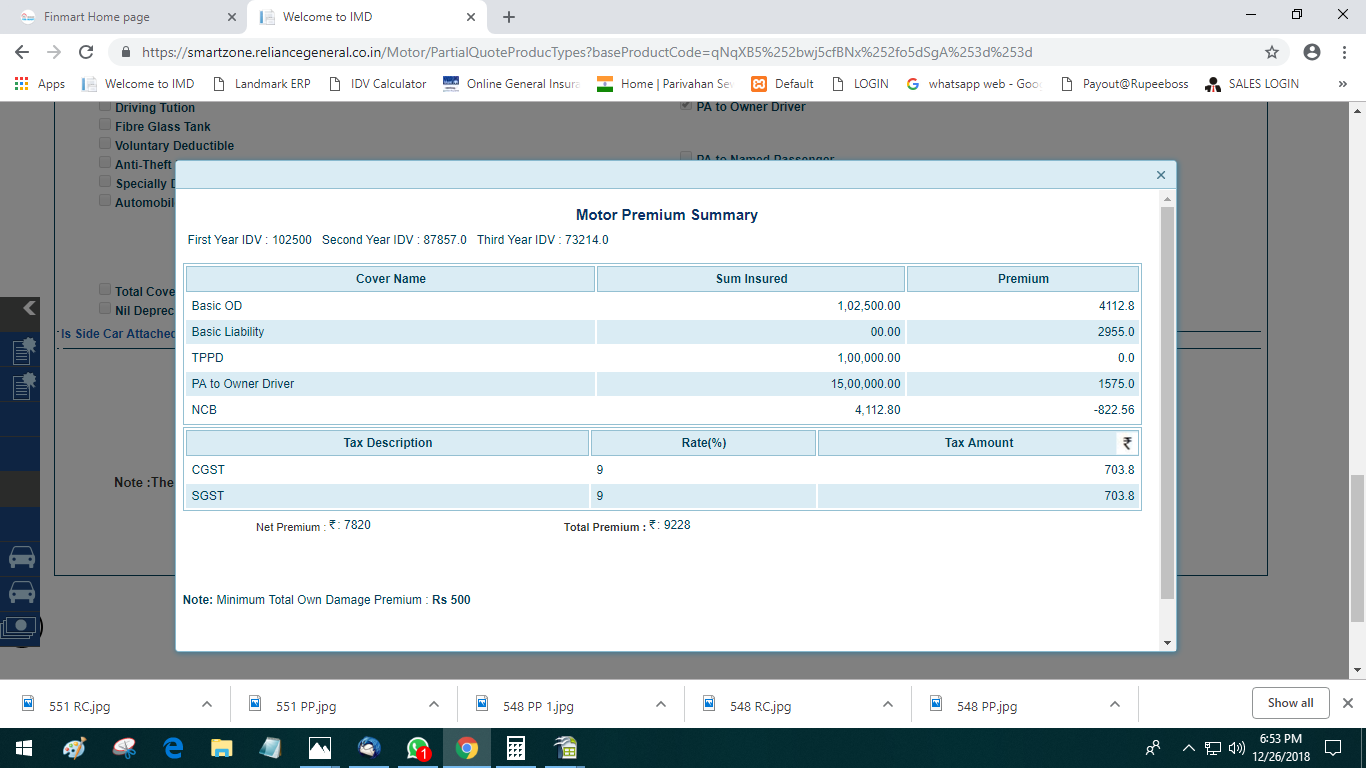 Finmart Home page
Welcome to IMD
https://smartzone.reliancegeneral.co.in/Motor/PartialQuoteProducTypes?baseProductCode=qNqXB5%252bwj5cfBNx%252fo5dSgA%253d%253d
Apps Welcome to IMD Landmark ERP IDV Calculator Online General Insura Home | Parivahan Se Default LOGIN whatsapp web - Goo Payout@Rupeeboss SALES LOGIN »
Driving Tution PA to Owner Driver
Fibre Glass Tank
Voluntary Deductible
PA to Named Passenger
Anti-Theft
Specially D
Automobil
Total Cove
Nil Deprec
Is Side Car Attached
Note :The
Motor Premium Summary
First Year IDV : 102500 Second Year IDV : 87857.0 Third Year IDV : 73214.0
Cover Name Sum Insured Premium
Basic OD 1,02,500.00 4112.8
Basic Liability 00.00 2955.0
TPPD 1,00,000.00 0.0
PA to Owner Driver 15,00,000.00 1575.0
NCB 4,112.80 -822.56
Tax Description Rate(%) Tax Amount ₹
CGST 9 703.8
SGST 9 703.8
Net Premium : ₹: 7820 Total Premium : ₹: 9228
Note: Minimum Total Own Damage Premium : Rs 500
551 RC.jpg 551 PP.jpg 548 PP 1.jpg 548 RC.jpg 548 PP.jpg Show all
1
6:53 PM
12/26/2018